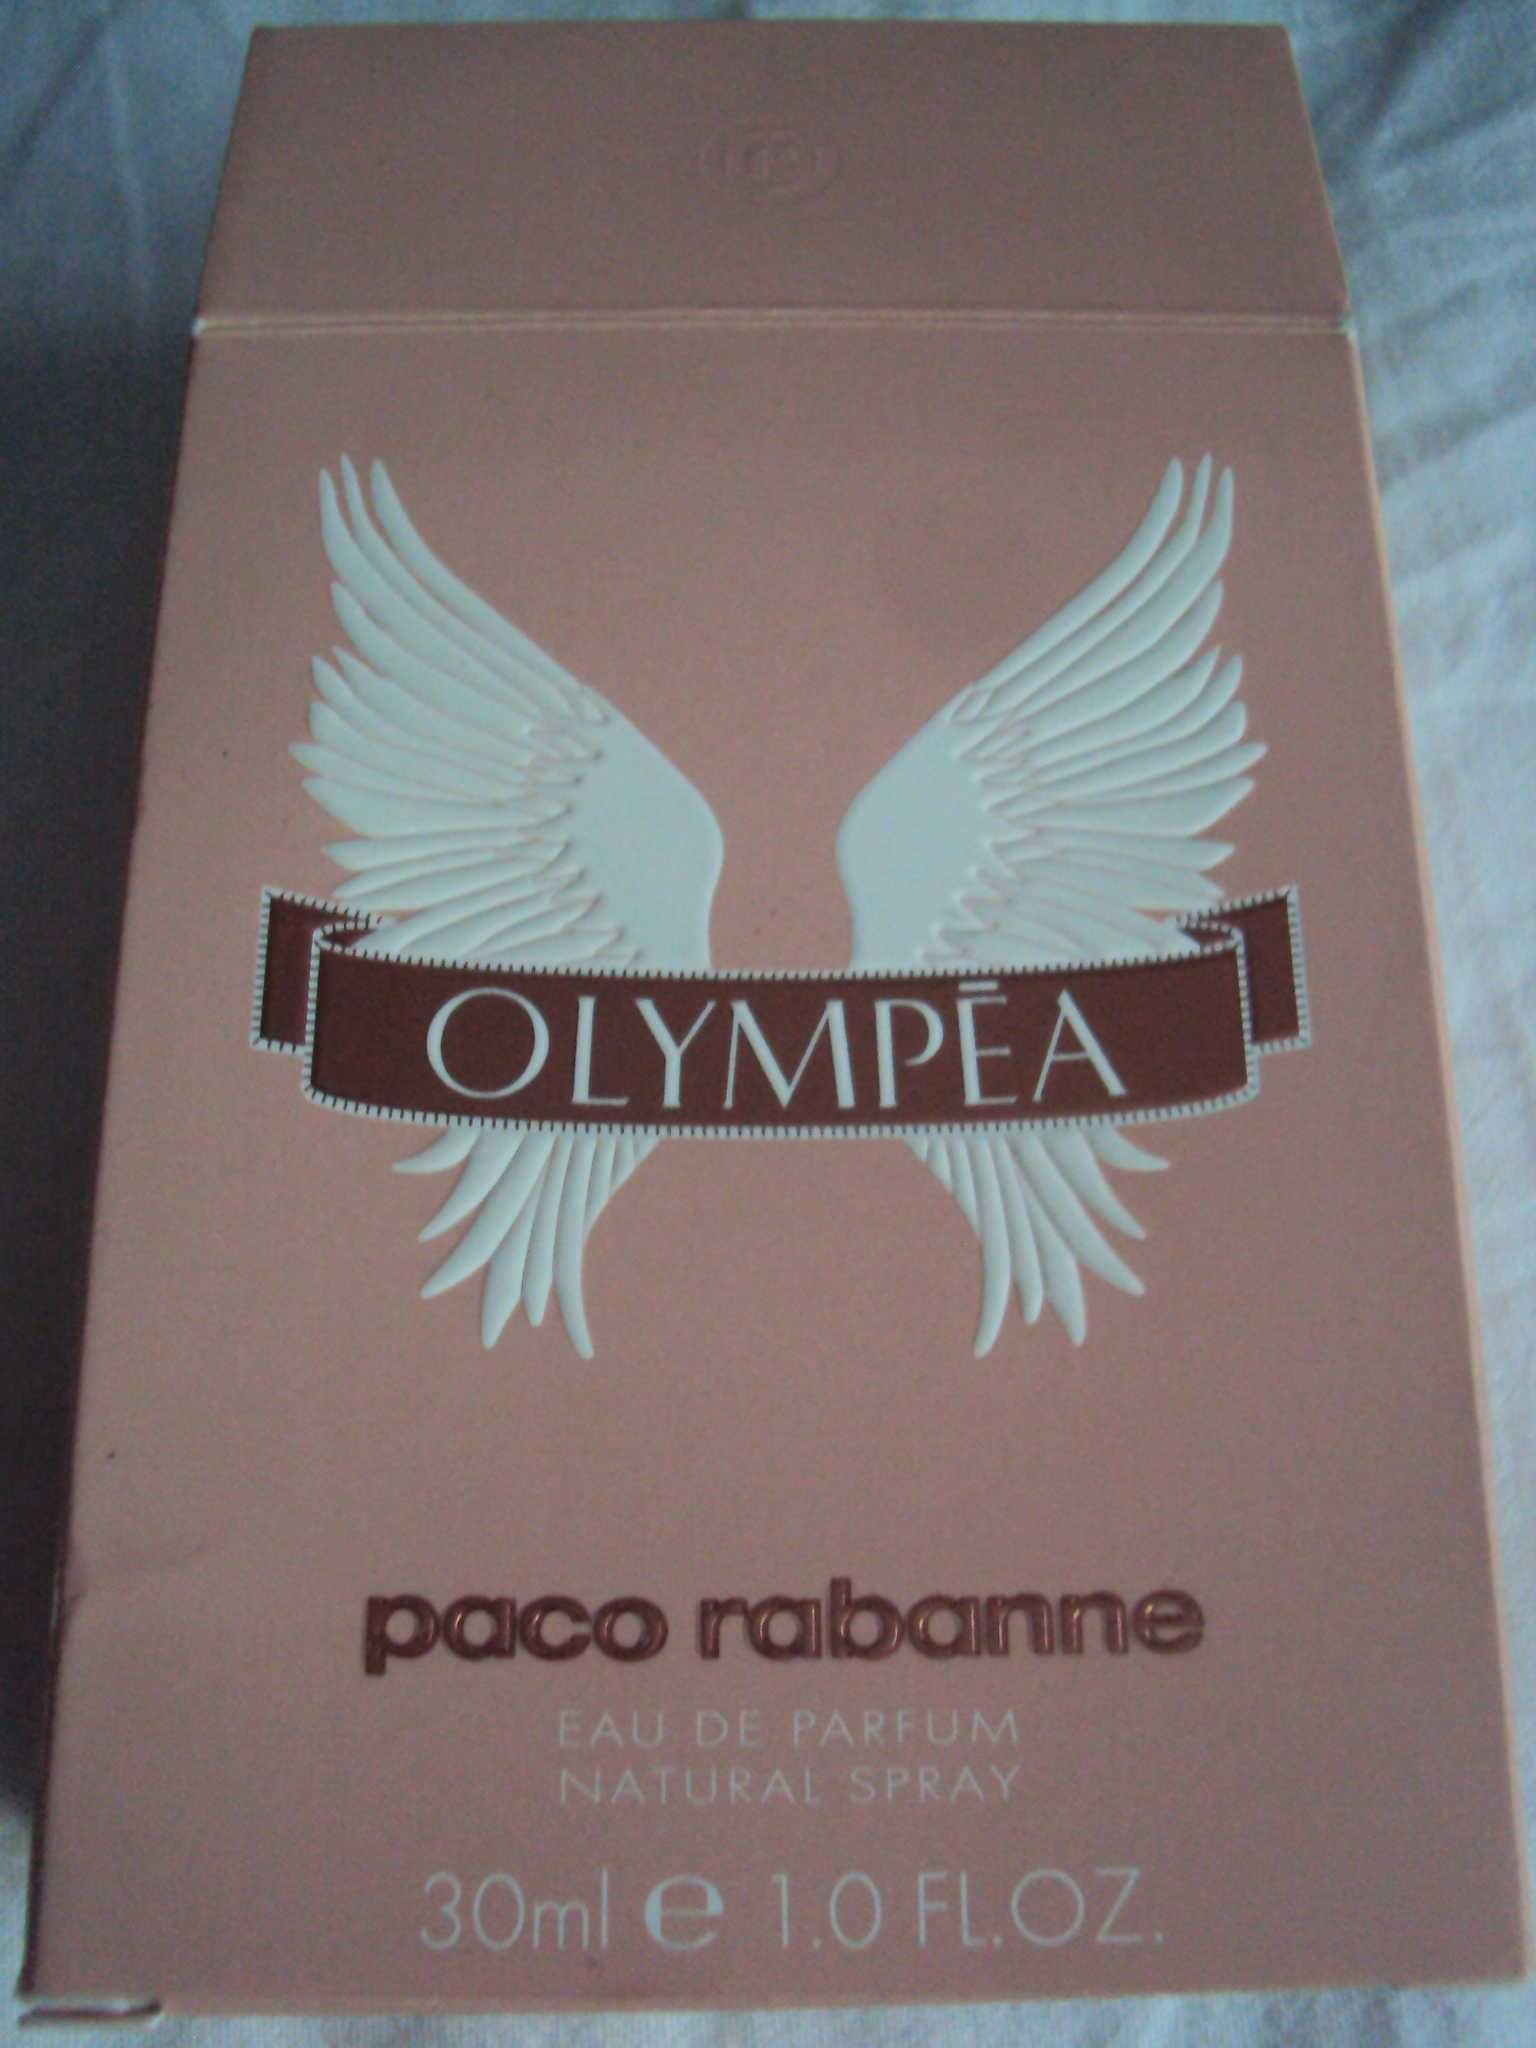 OLYMPĒA
paco rabanne
EAU DE PARFUM
NATURAL SPRAY
30ml e 1.0 FL.OZ.